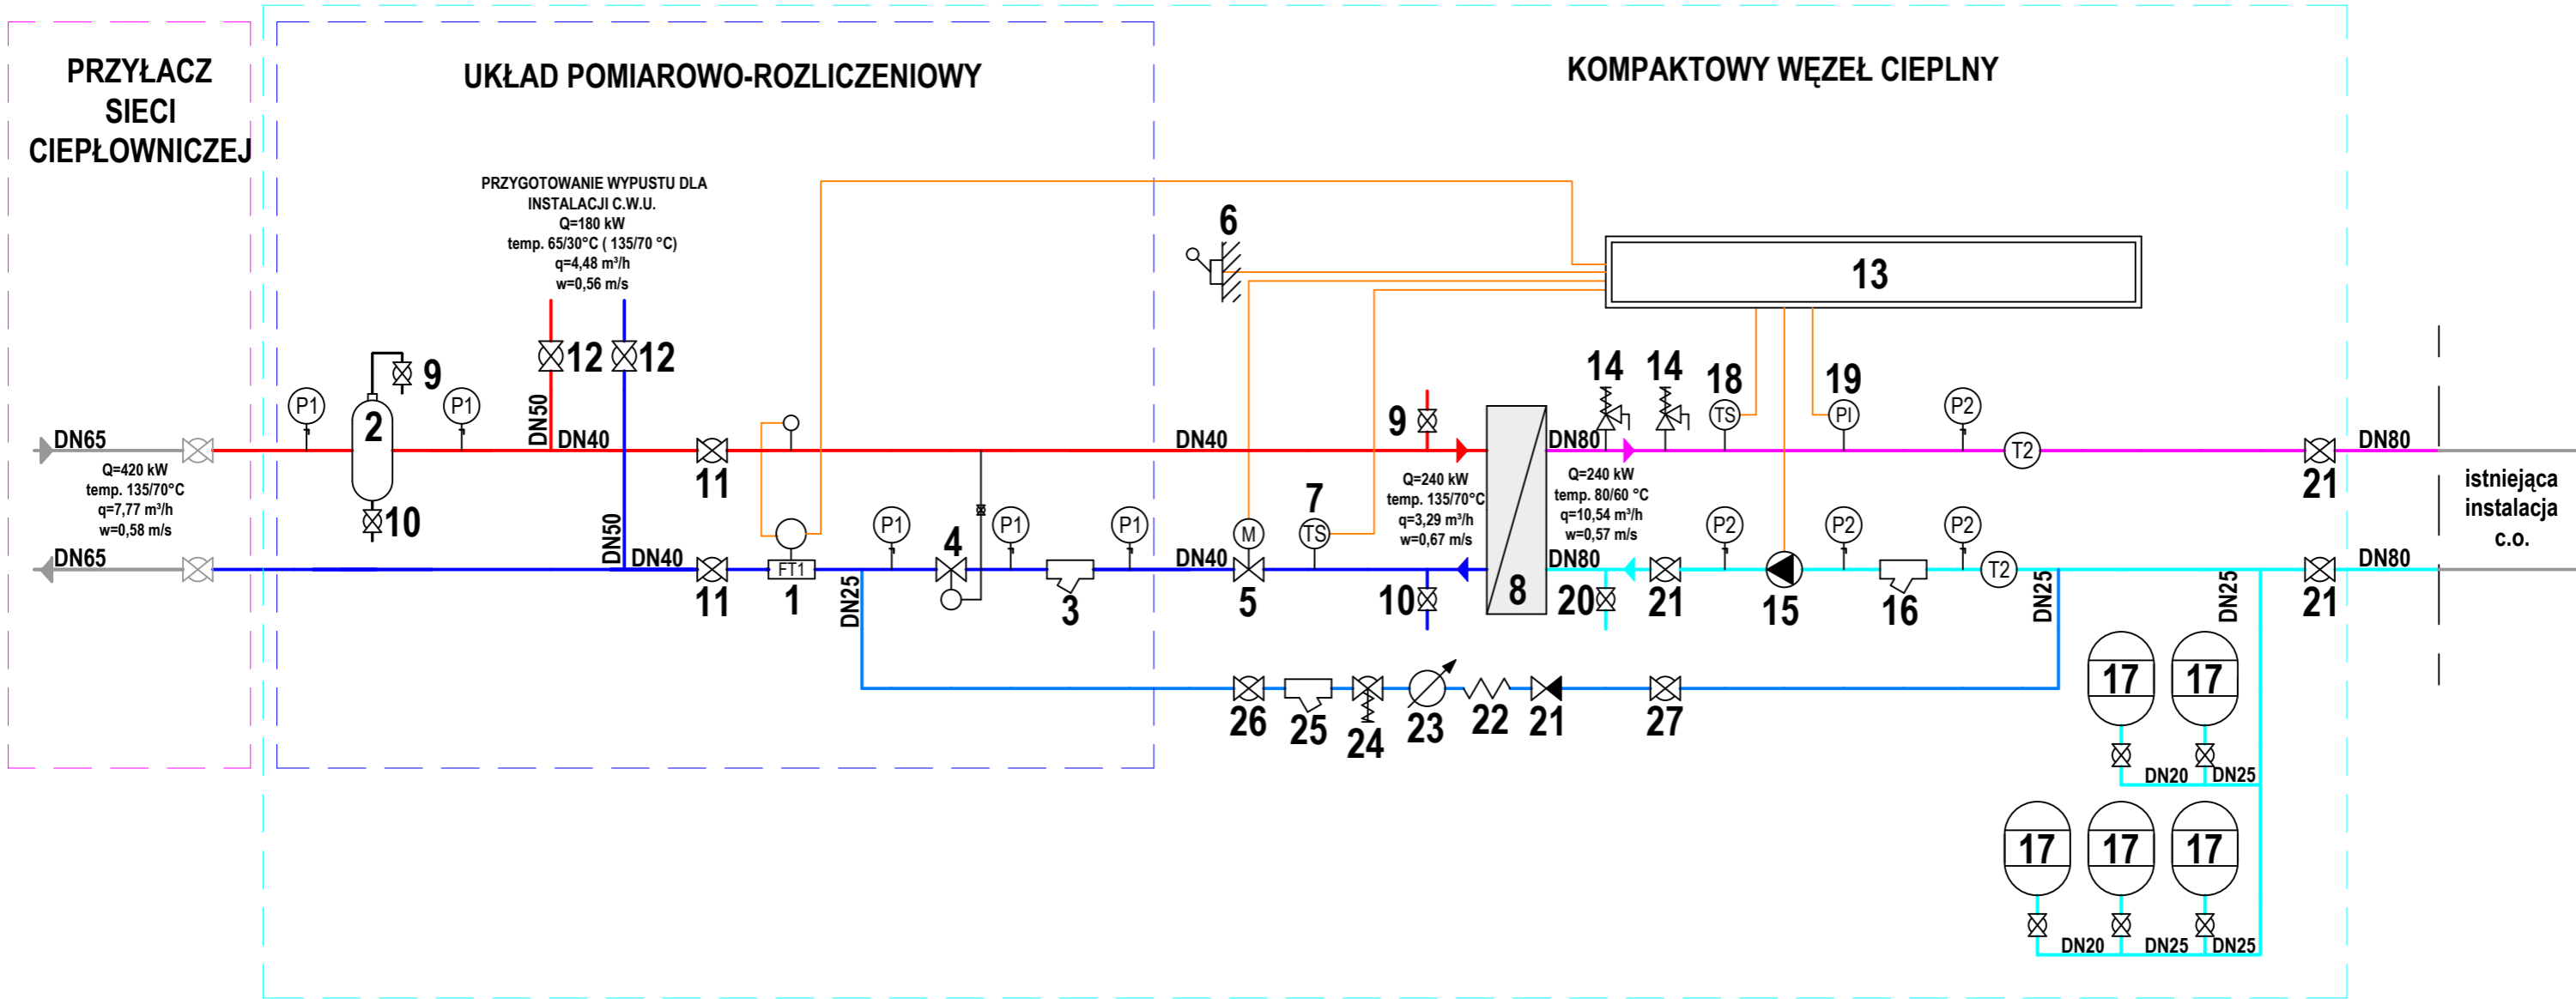 PRZYŁACZ
SIECI
CIEPŁOWNICZEJ
UKŁAD POMIAROWO-ROZLICZENIOWY
KOMPAKTOWY WĘZEŁ CIEPLNY
PRZYGOTOWANIE WYPUSTU DLA
INSTALACJI C.W.U.
Q=180 kW
temp. 65/30°C ( 135/70 °C)
q=4,48 m³/h
w=0,56 m/s
6
13
12
12
9
14
14
18
19
P1
2
P1
DN50
9
TS
PI
P2
DN65
DN40
DN40
DN80
T2
DN80
Q=420 kW
temp. 135/70°C
q=7,77 m³/h
w=0,58 m/s
10
11
Q=240 kW
temp. 135/70°C
q=3,29 m³/h
w=0,67 m/s
Q=240 kW
temp. 80/60 °C
q=10,54 m³/h
w=0,57 m/s
21
istniejąca
instalacja
c.o.
DN50
P1
4
P1
P1
M
7
TS
P2
P2
P2
DN65
DN40
DN40
DN80
DN80
FT1
T2
11
1
DN25
3
5
10
8
20
21
15
16
DN25
DN25
21
26
25
24
23
22
21
27
17
17
DN20
DN25
17
17
17
DN20
DN25
DN25